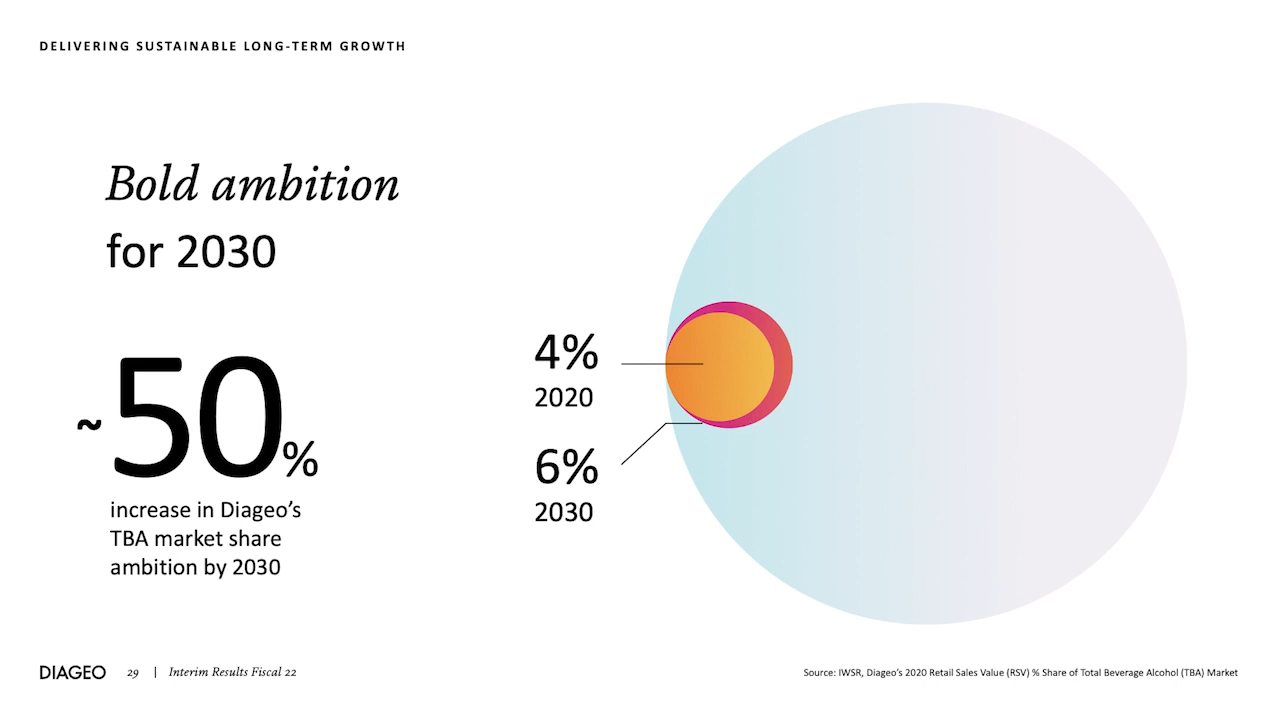 DELIVERING SUSTAINABLE LONG-TERM GROWTH
Bold ambition
for 2030
~50%
increase in Diageo's
TBA market share
ambition by 2030
4%
2020
6%
2030
DIAGEO 29 | Interim Results Fiscal 22
Source: IWSR, Diageo's 2020 Retail Sales Value (RSV) % Share of Total Beverage Alcohol (TBA) Market